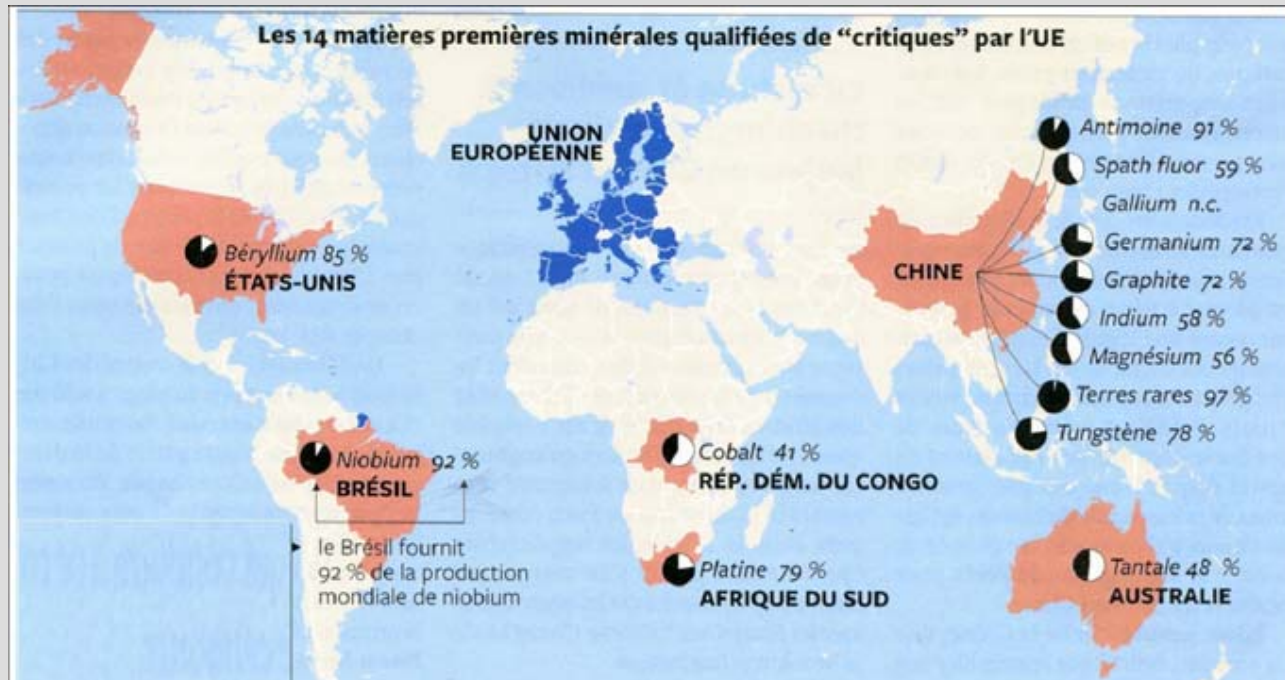 Les 14 matières premières minérales qualifiées de “critiques” par l'UE
UNION
EUROPÉENNE
Béryllium 85 %
ÉTATS-UNIS
CHINE
Antimoine 91 %
Spath fluor 59 %
Gallium n.c.
Germanium 72 %
Graphite 72 %
Indium 58 %
Magnésium 56 %
Terres rares 97 %
Tungstène 78 %
Niobium 92 %
BRÉSIL
le Brésil fournit
92 % de la production
mondiale de niobium
Cobalt 41 %
RÉP. DÉM. DU CONGO
Platine 79 %
AFRIQUE DU SUD
Tantale 48 %
AUSTRALIE